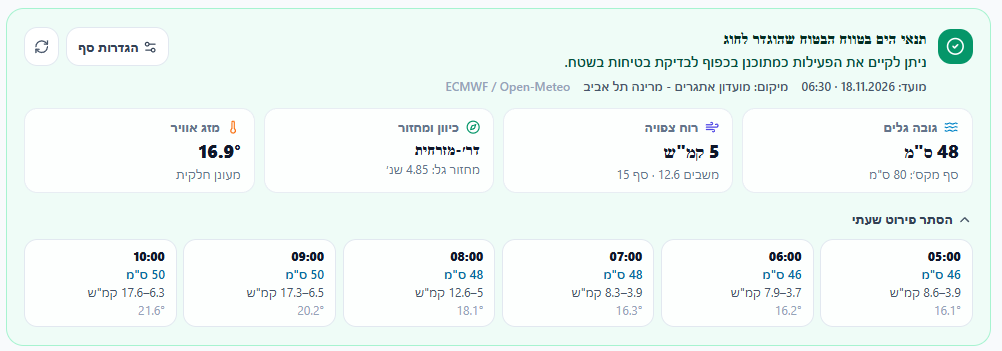 תנאי הים בטווח הבטוח שהוגדר לחוג
ניתן לקיים את הפעילות כמתוכנן בכפוף לבדיקת בטיחות בשטח.
מועד: 18.11.2026 · 06:30 מיקום: מועדון אתגרים - מרינה תל אביב ECMWF / Open-Meteo
הגדרות סף
גובה גלים
48 ס"מ
סף מקס׳: 80 ס"מ
רוח צפויה
5 קמ"ש
משבים 12.6 · סף 15
כיוון ומחזור
דר׳-מזרחית
מחזור גל: 4.85 שנ׳
מזג אוויר
16.9°
מעונן חלקית
הסתר פירוט שעתי
05:00
46 ס"מ
3.9–8.6 קמ"ש
16.1°
06:00
46 ס"מ
3.7–7.9 קמ"ש
16.2°
07:00
48 ס"מ
3.9–8.3 קמ"ש
16.3°
08:00
48 ס"מ
5–12.6 קמ"ש
18.1°
09:00
50 ס"מ
6.5–17.3 קמ"ש
20.2°
10:00
50 ס"מ
6.3–17.6 קמ"ש
21.6°